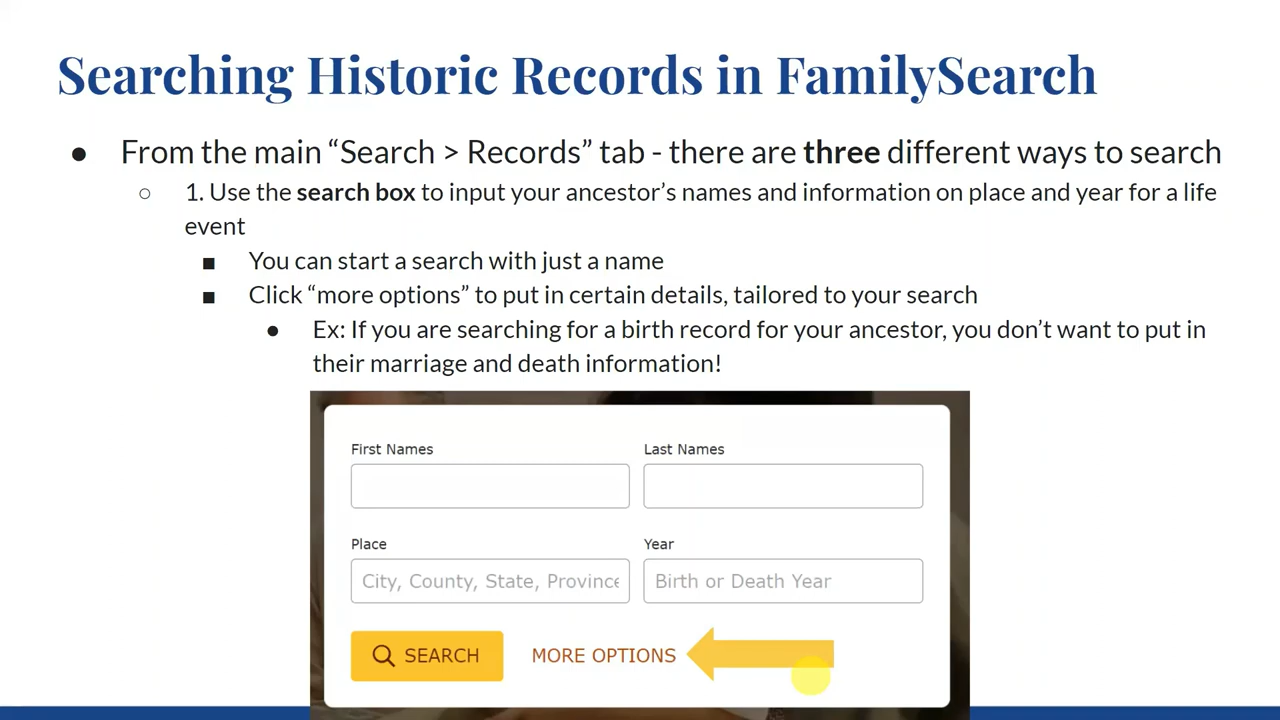 Searching Historic Records in FamilySearch
● From the main “Search > Records” tab - there are three different ways to search
○ 1. Use the search box to input your ancestor’s names and information on place and year for a life
event
■ You can start a search with just a name
■ Click “more options” to put in certain details, tailored to your search
● Ex: If you are searching for a birth record for your ancestor, you don’t want to put in
their marriage and death information!
First Names Last Names
Place Year
City, County, State, Province Birth or Death Year
SEARCH MORE OPTIONS